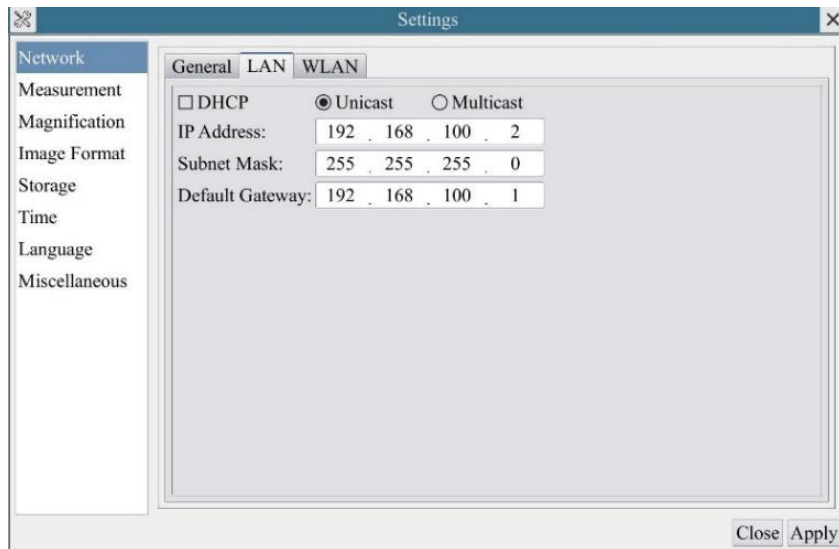 Settings
Network
Measurement
Magnification
Image Format
Storage
Time
Language
Miscellaneous
General LAN WLAN
DHCP Unicast Multicast
IP Address: 192 . 168 . 100 . 2
Subnet Mask: 255 . 255 . 255 . 0
Default Gateway: 192 . 168 . 100 . 1
Close Apply